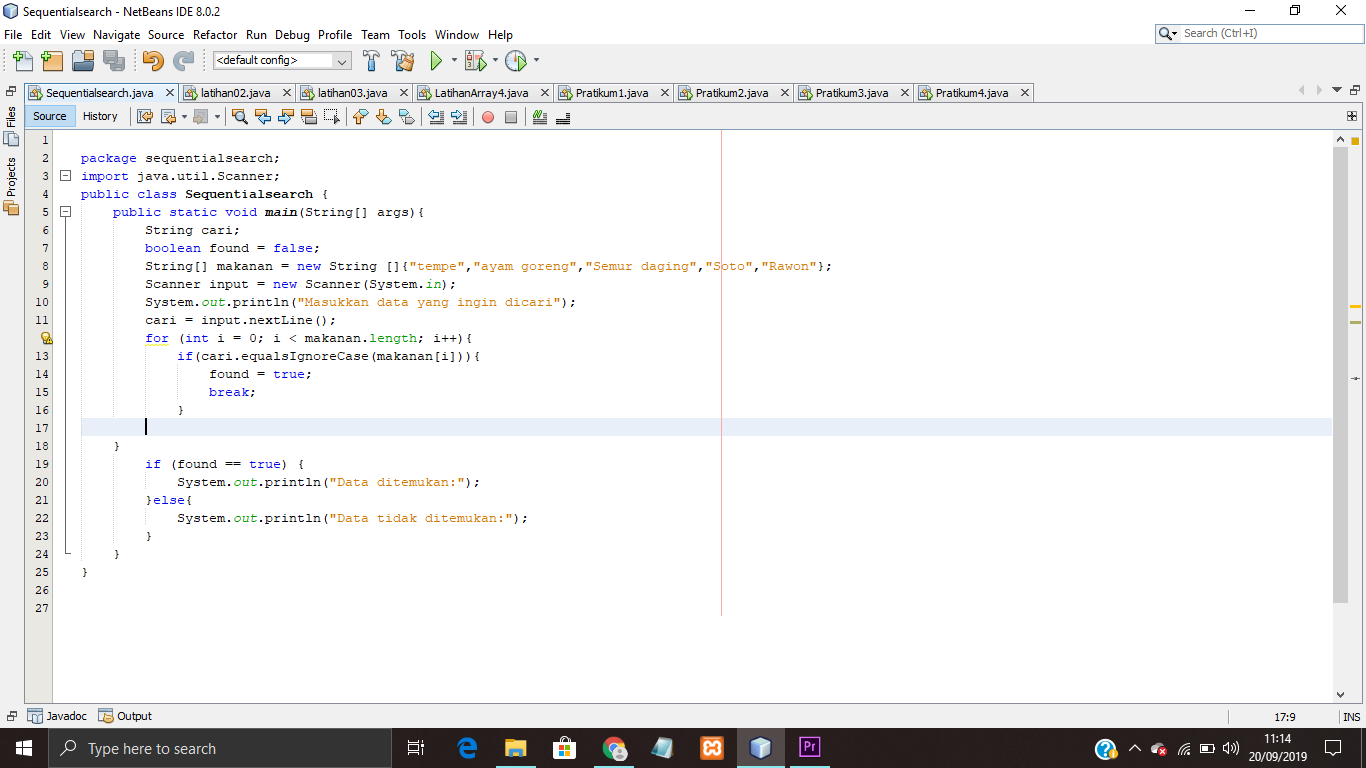 Sequentialsearch - NetBeans IDE 8.0.2
File Edit View Navigate Source Refactor Run Debug Profile Team Tools Window Help
Search (Ctrl+I)
<default config>
Sequentialsearch.java latihan02.java latihan03.java LatihanArray4.java Pratikum1.java Pratikum2.java Pratikum3.java Pratikum4.java
Files
Projects
Source History
1
2 package sequentialsearch;
3 import java.util.Scanner;
4 public class Sequentialsearch {
5 public static void main(String[] args){
6 String cari;
7 boolean found = false;
8 String[] makanan = new String []{"tempe","ayam goreng","Semur daging","Soto","Rawon"};
9 Scanner input = new Scanner(System.in);
10 System.out.println("Masukkan data yang ingin dicari");
11 cari = input.nextLine();
for (int i = 0; i < makanan.length; i++){
13 if(cari.equalsIgnoreCase(makanan[i])){
14 found = true;
15 break;
16 }
17
18 }
19 if (found == true) {
20 System.out.println("Data ditemukan:");
21 }else{
22 System.out.println("Data tidak ditemukan:");
23 }
24 }
25 }
26
27
Javadoc Output
17:9 INS
Type here to search
Pr
11:14
20/09/2019